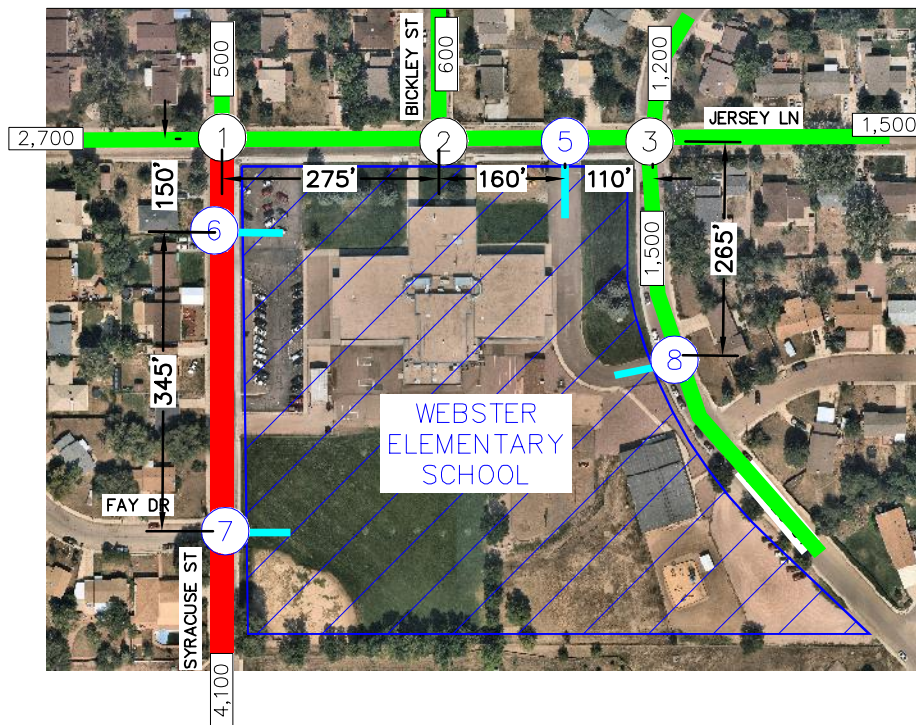 500
BICKLEY ST
600
1,200
JERSEY LN
1,500
2,700
1
2
5
3
150'
275'
160'
110'
6
1,500
265'
8
345'
WEBSTER
ELEMENTARY
SCHOOL
FAY DR
7
SYRACUSE ST
4,100